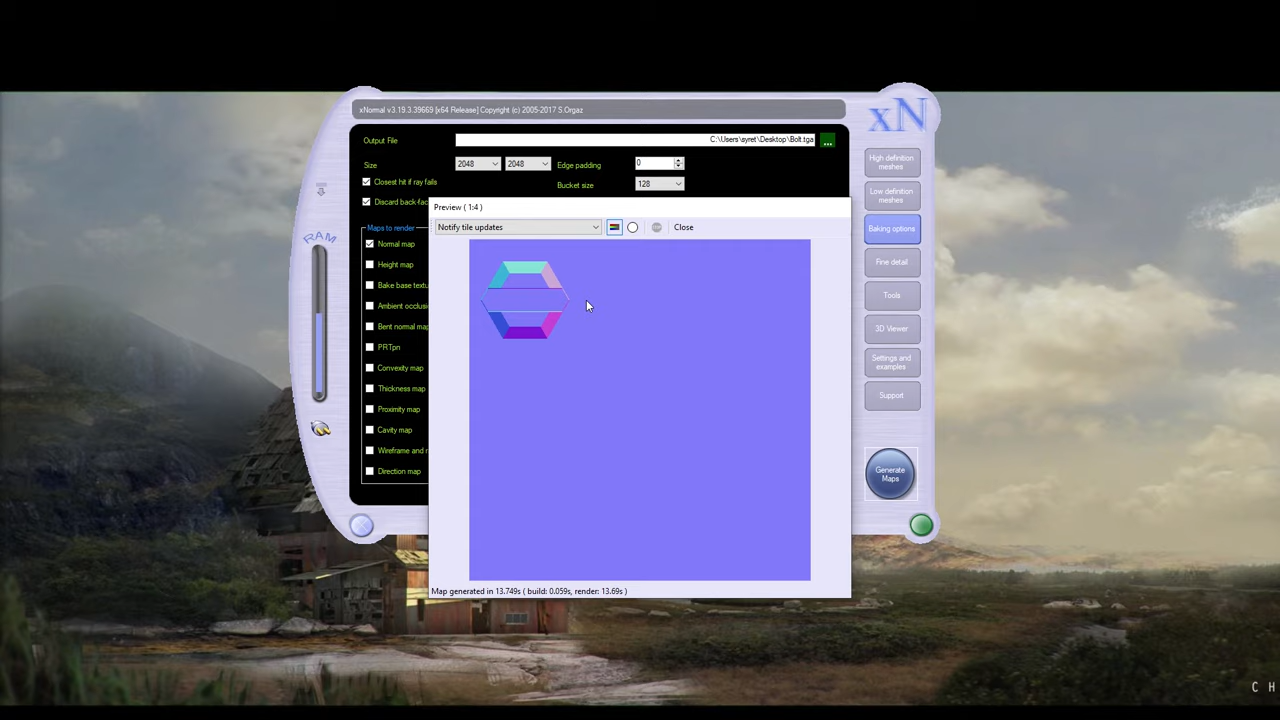 xNormal v3.19.3.39669 [x64 Release] Copyright (c) 2005-2017 S.Orgaz
xN
Output File
C:\Users\syret\Desktop\Bolt.tga
...
Size
2048
2048
Edge padding
0
Closest hit if ray fails
Bucket size
128
Discard back-fac
Preview ( 1:4 )
Notify tile updates
Close
RAM
Maps to render
Normal map
Height map
Bake base textu
Ambient occlusi
Bent normal map
PRTpn
Convexity map
Thickness map
Proximity map
Cavity map
Wireframe and r
Direction map
High definition
meshes
Low definition
meshes
Baking options
Fine detail
Tools
3D Viewer
Settings and
examples
Support
Generate
Maps
Map generated in 13.749s ( build: 0.059s, render: 13.69s )
C H